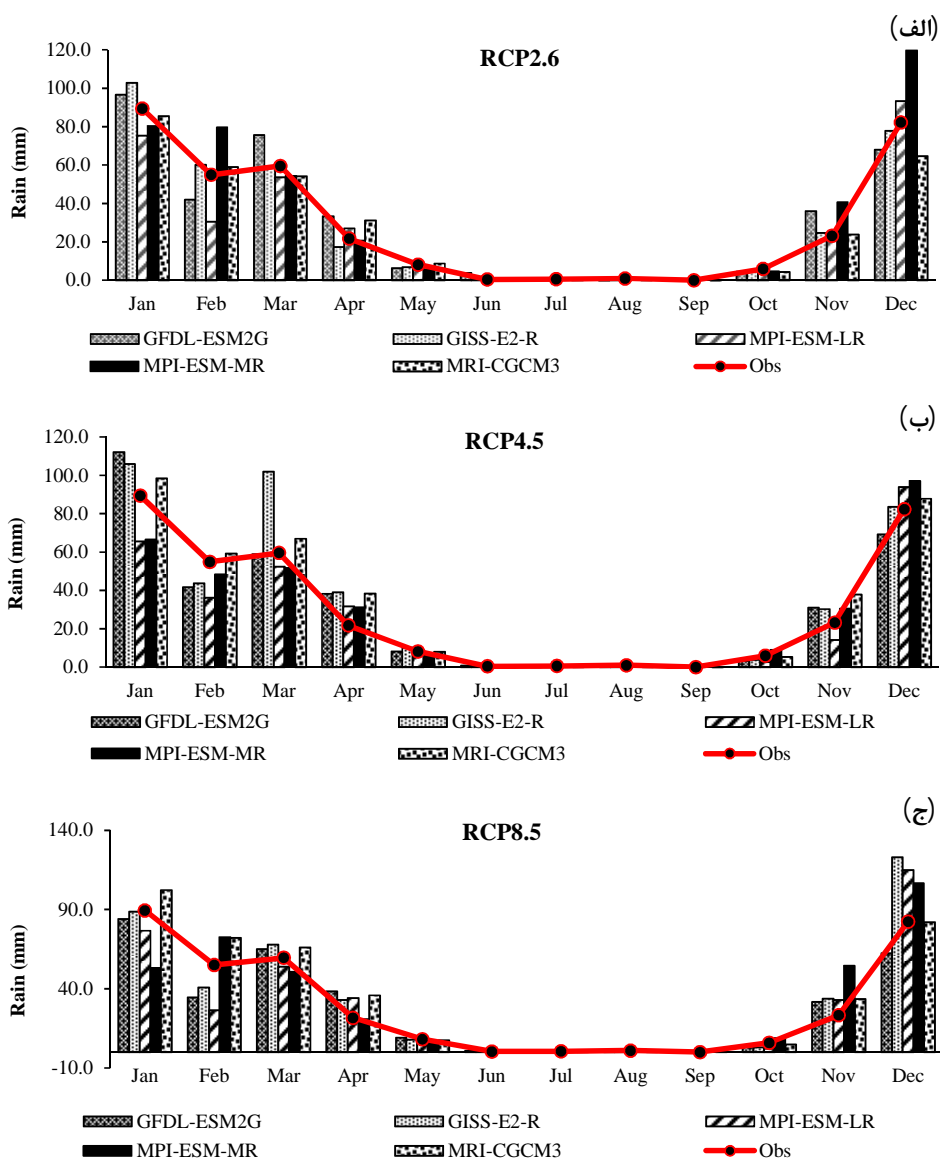 (الف)
RCP2.6
Rain (mm)
120.0
100.0
80.0
60.0
40.0
20.0
0.0
Jan Feb Mar Apr May Jun Jul Aug Sep Oct Nov Dec
GFDL-ESM2G GISS-E2-R MPI-ESM-LR
MPI-ESM-MR MRI-CGCM3 Obs
(ب)
RCP4.5
Rain (mm)
120.0
100.0
80.0
60.0
40.0
20.0
0.0
Jan Feb Mar Apr May Jun Jul Aug Sep Oct Nov Dec
GFDL-ESM2G GISS-E2-R MPI-ESM-LR
MPI-ESM-MR MRI-CGCM3 Obs
(ج)
RCP8.5
Rain (mm)
140.0
90.0
40.0
-10.0
Jan Feb Mar Apr May Jun Jul Aug Sep Oct Nov Dec
GFDL-ESM2G GISS-E2-R MPI-ESM-LR
MPI-ESM-MR MRI-CGCM3 Obs